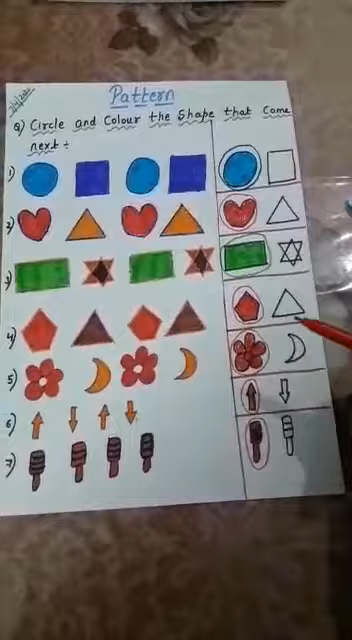 Pattern
Q) Circle and Colour the Shape that Come
next :
1)
2)
3)
4)
5)
6)
7)